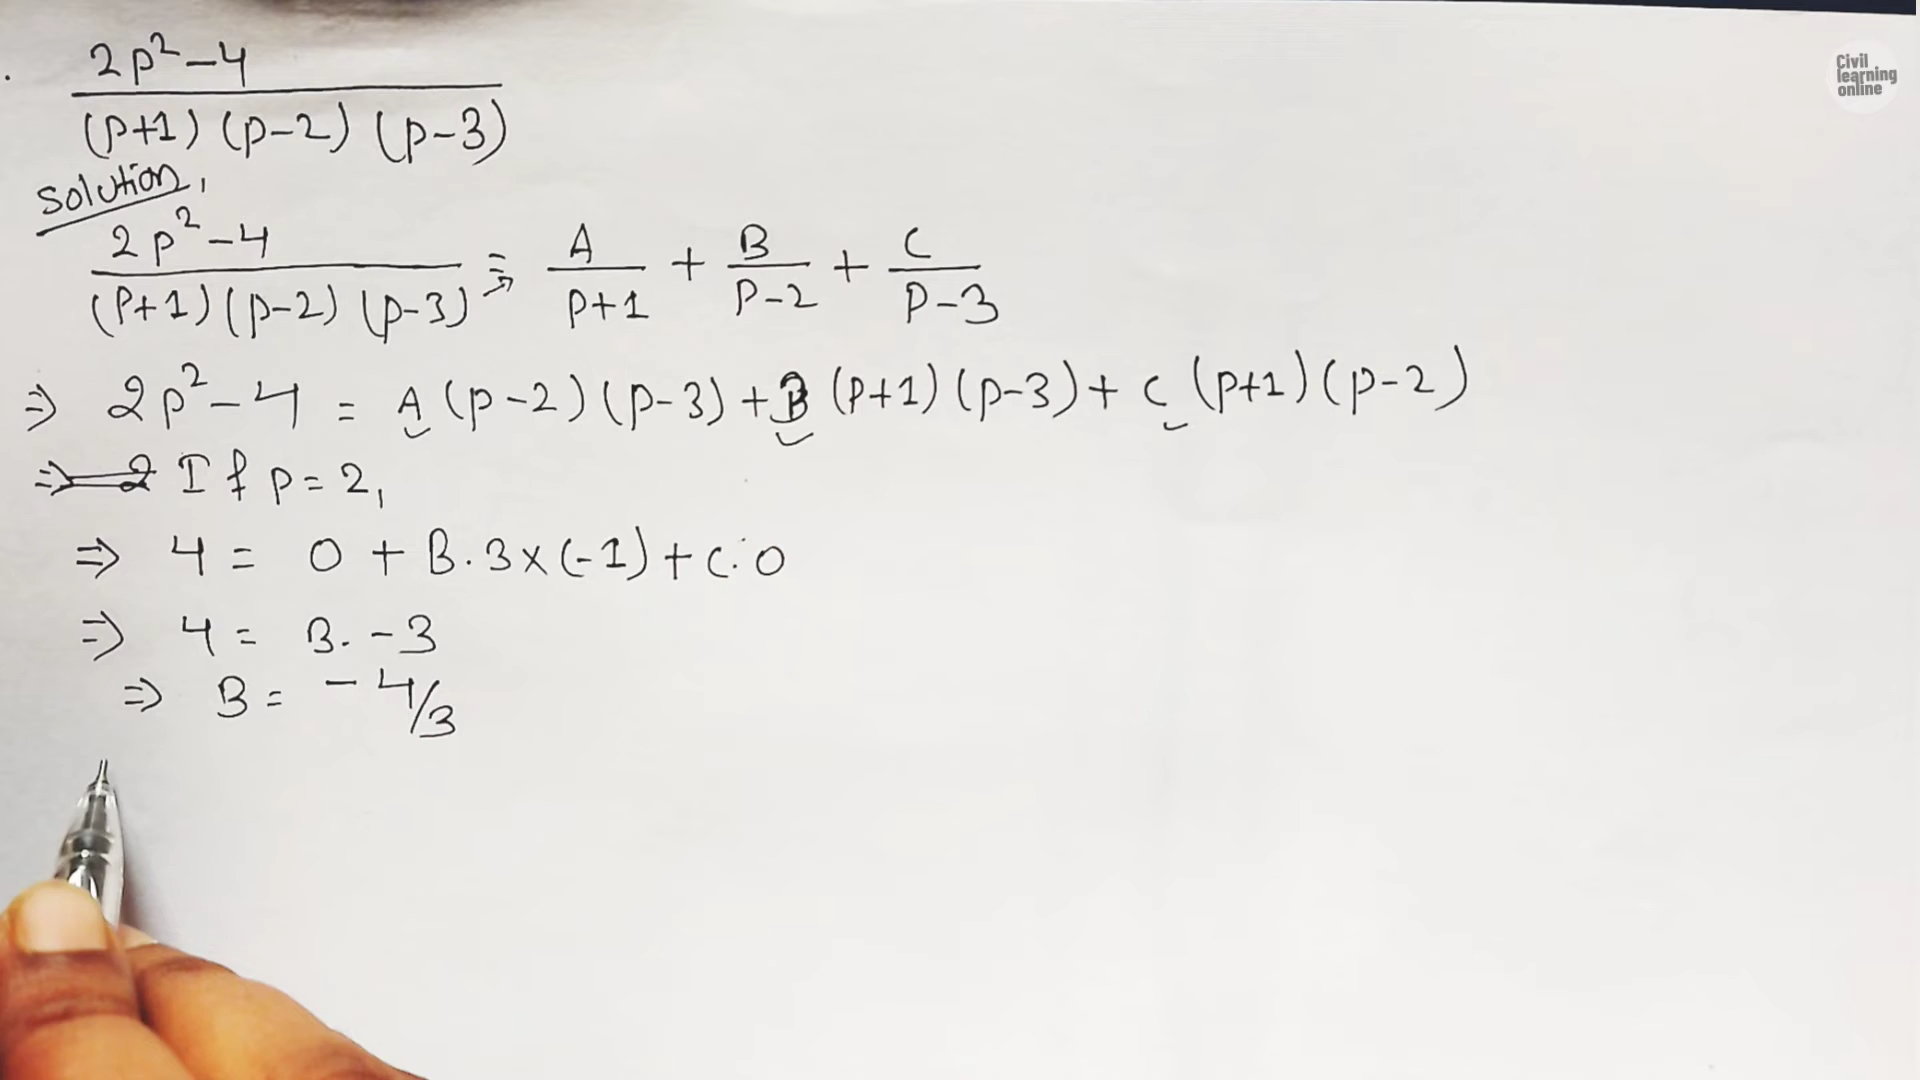 2p²-4
(p+1) (p-2) (p-3)
Solution,
2p²-4
(P+1) (p-2) (p-3)
⇒ A/P+1 + B/P-2 + C/P-3
⇒ 2p²-4 = A (p-2) (p-3) + B (P+1) (p-3) + C (p+1) (p-2)
⇒ 2 If p=2,
⇒ 4 = 0 + B.3×(-1) + C.0
⇒ 4 = B.-3
⇒ B = -4/3
Civil
learning
online